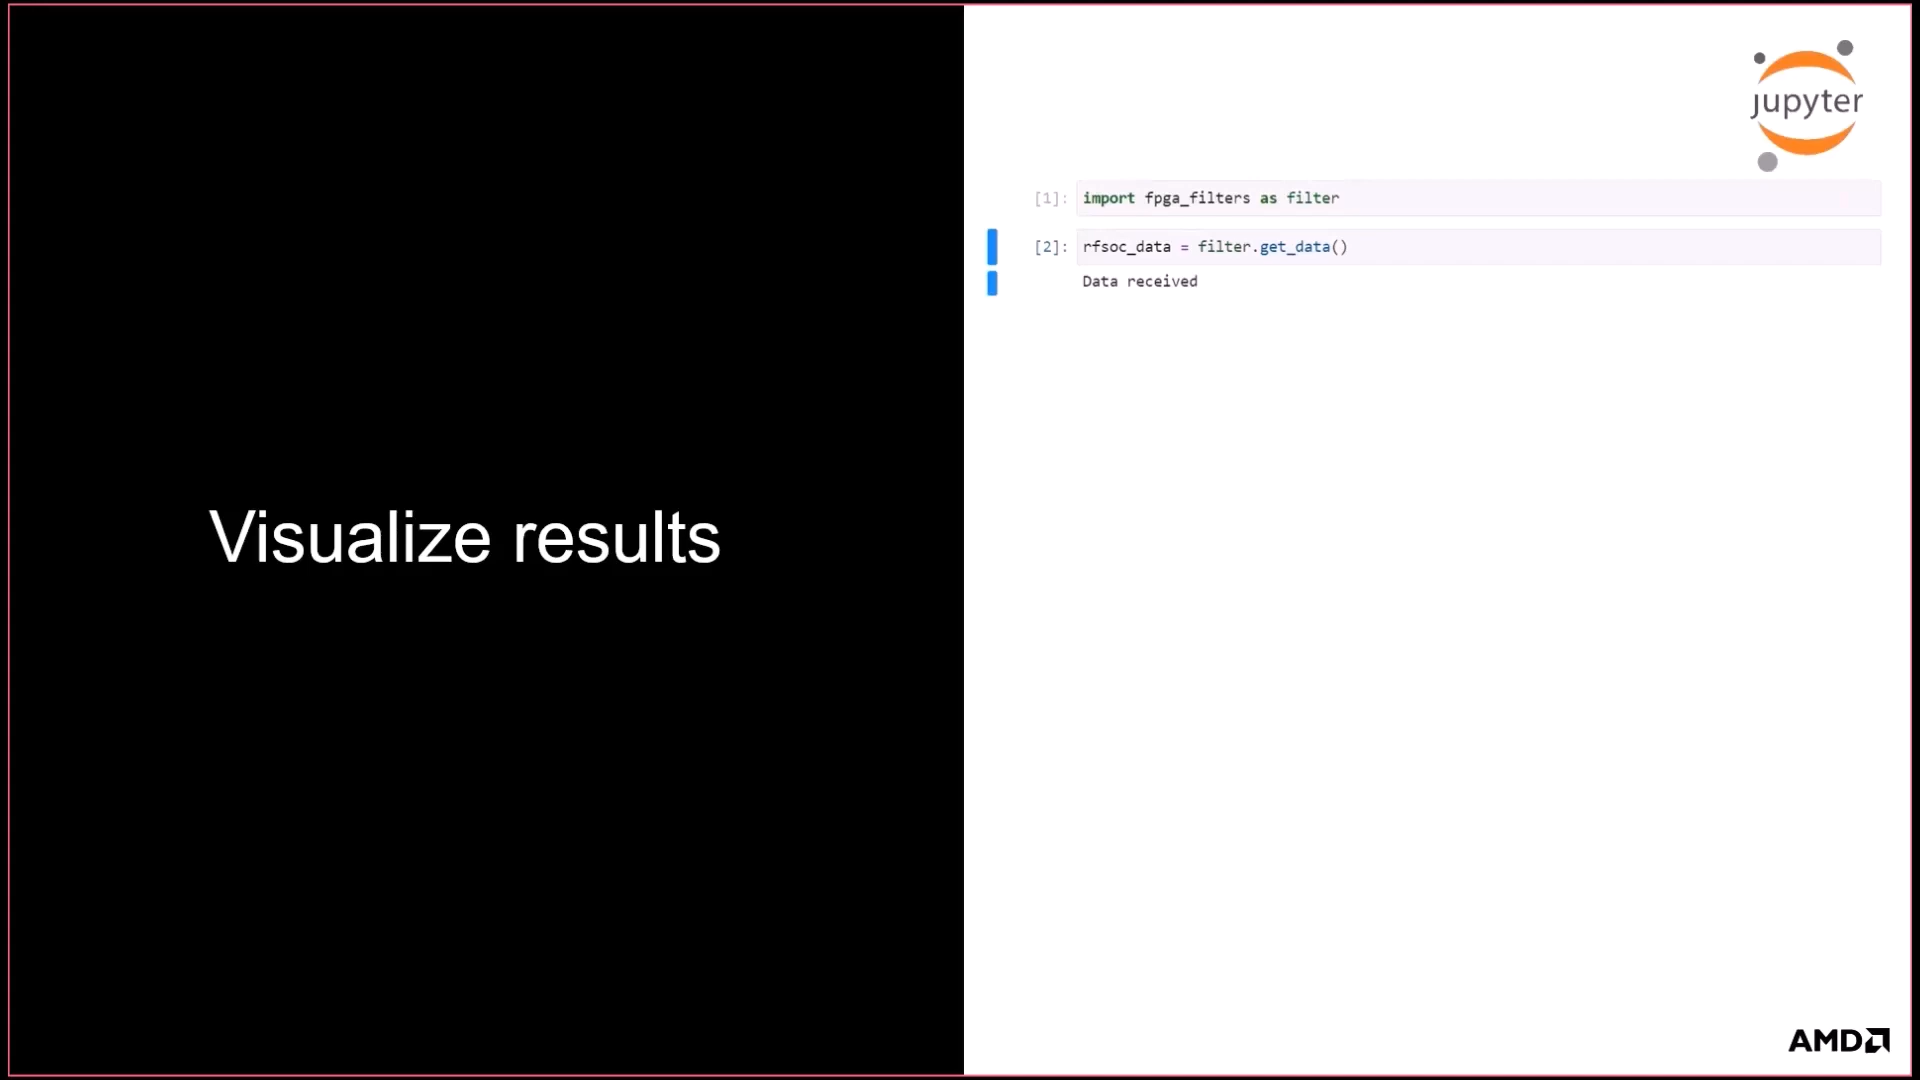 Visualize results
jupyter
[1]: import fpga_filters as filter
[2]: rfsoc_data = filter.get_data()
Data received
AMD